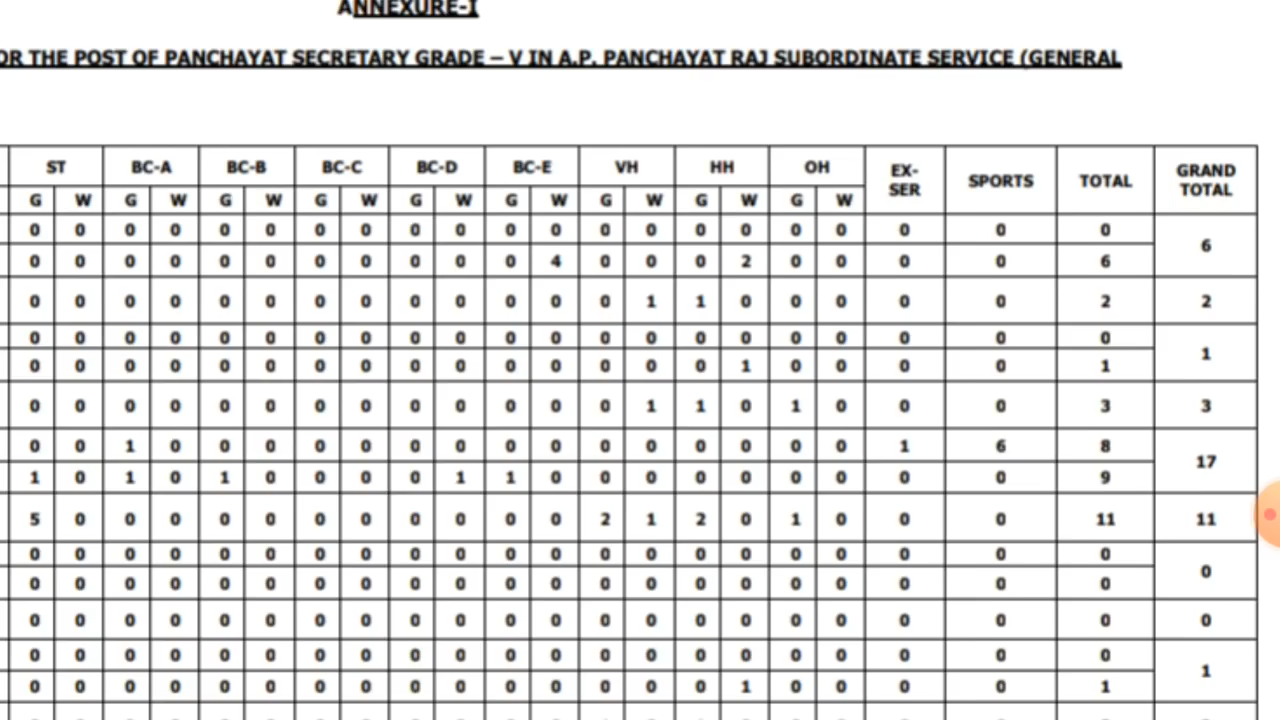 ANNEXURE-I
OR THE POST OF PANCHAYAT SECRETARY GRADE – V IN A.P. PANCHAYAT RAJ SUBORDINATE SERVICE (GENERAL
ST BC-A BC-B BC-C BC-D BC-E VH HH OH EX-SER SPORTS TOTAL GRAND TOTAL
G W G W G W G W G W G W G W G W G W
0 0 0 0 0 0 0 0 0 0 0 0 0 0 0 0 0 0 0 0 0 6
0 0 0 0 0 0 0 0 0 0 0 4 0 0 0 2 0 0 0 0 6
0 0 0 0 0 0 0 0 0 0 0 0 0 1 1 0 0 0 0 0 2 2
0 0 0 0 0 0 0 0 0 0 0 0 0 0 0 0 0 0 0 0 0 1
0 0 0 0 0 0 0 0 0 0 0 0 0 0 0 1 0 0 0 0 1
0 0 0 0 0 0 0 0 0 0 0 0 0 1 1 0 1 0 0 0 3 3
0 0 1 0 0 0 0 0 0 0 0 0 0 0 0 0 0 0 1 6 8 17
1 0 1 0 1 0 0 0 0 1 1 0 0 0 0 0 0 0 0 0 9
5 0 0 0 0 0 0 0 0 0 0 0 2 1 2 0 1 0 0 0 11 11
0 0 0 0 0 0 0 0 0 0 0 0 0 0 0 0 0 0 0 0 0 0
0 0 0 0 0 0 0 0 0 0 0 0 0 0 0 0 0 0 0 0 0
0 0 0 0 0 0 0 0 0 0 0 0 0 0 0 0 0 0 0 0 0 0
0 0 0 0 0 0 0 0 0 0 0 0 0 0 0 0 0 0 0 0 0 1
0 0 0 0 0 0 0 0 0 0 0 0 0 0 0 1 0 0 0 0 1